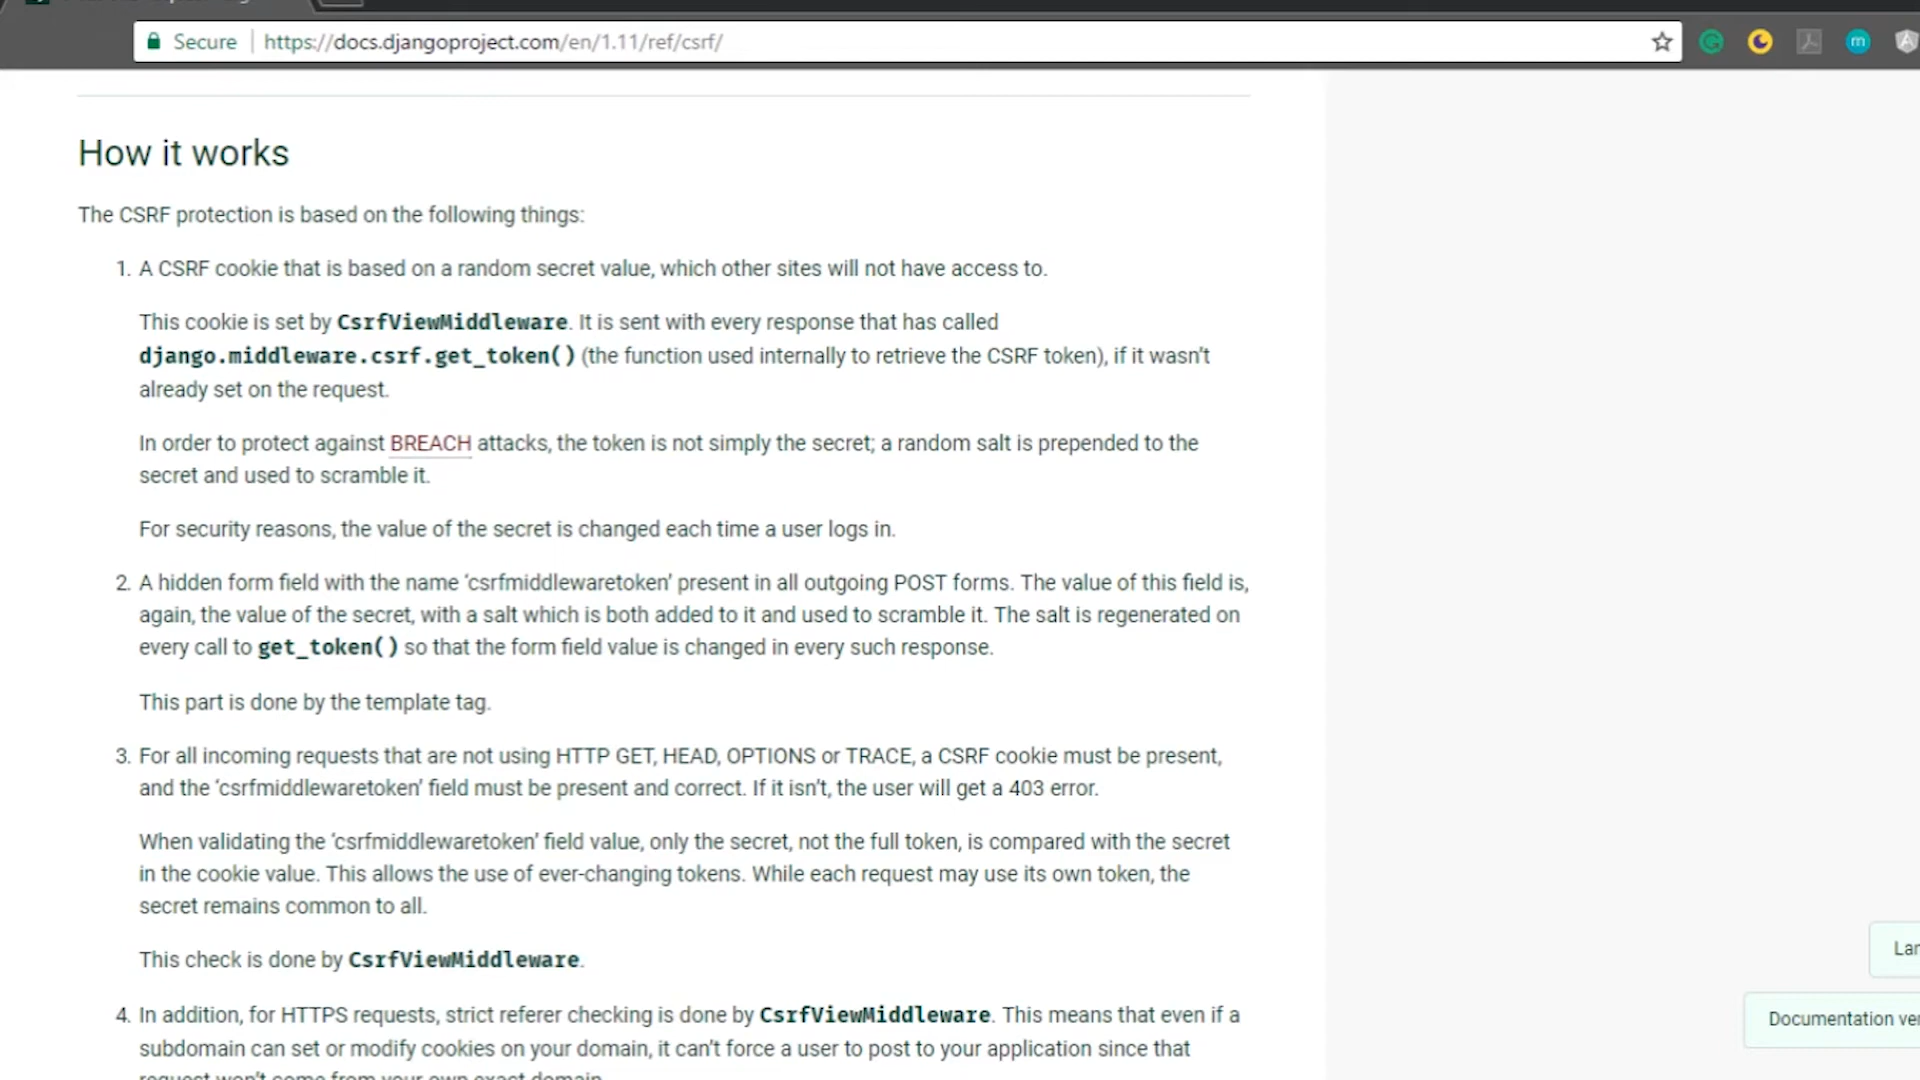 Secure https://docs.djangoproject.com/en/1.11/ref/csrf/
m
How it works
The CSRF protection is based on the following things:
1. A CSRF cookie that is based on a random secret value, which other sites will not have access to.
This cookie is set by CsrfViewMiddleware. It is sent with every response that has called
django.middleware.csrf.get_token() (the function used internally to retrieve the CSRF token), if it wasn't
already set on the request.
In order to protect against BREACH attacks, the token is not simply the secret; a random salt is prepended to the
secret and used to scramble it.
For security reasons, the value of the secret is changed each time a user logs in.
2. A hidden form field with the name ‘csrfmiddlewaretoken’ present in all outgoing POST forms. The value of this field is,
again, the value of the secret, with a salt which is both added to it and used to scramble it. The salt is regenerated on
every call to get_token() so that the form field value is changed in every such response.
This part is done by the template tag.
3. For all incoming requests that are not using HTTP GET, HEAD, OPTIONS or TRACE, a CSRF cookie must be present,
and the ‘csrfmiddlewaretoken’ field must be present and correct. If it isn't, the user will get a 403 error.
When validating the ‘csrfmiddlewaretoken’ field value, only the secret, not the full token, is compared with the secret
in the cookie value. This allows the use of ever-changing tokens. While each request may use its own token, the
secret remains common to all.
This check is done by CsrfViewMiddleware.
4. In addition, for HTTPS requests, strict referer checking is done by CsrfViewMiddleware. This means that even if a
subdomain can set or modify cookies on your domain, it can't force a user to post to your application since that
request won't come from your own exact domain.
Lan
Documentation ver